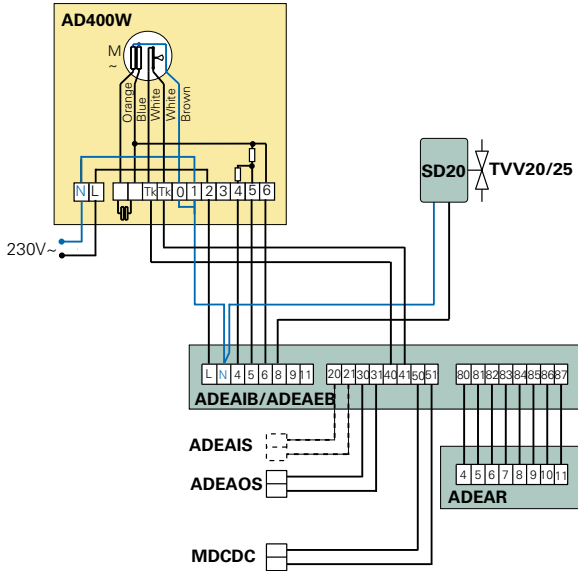 AD400W
M
~
Orange
Blue
White
White
Brown
N L Tk Tk 0 1 2 3 4 5 6
230V~
SD20
TVV20/25
L N 4 5 6 8 9 11
20 21 30 31 40 41 50 51
80 81 82 83 84 85 86 87
ADEAIB/ADEAEB
ADEAIS
ADEAOS
4 5 6 7 8 9 10 11
ADEAR
MDCDC